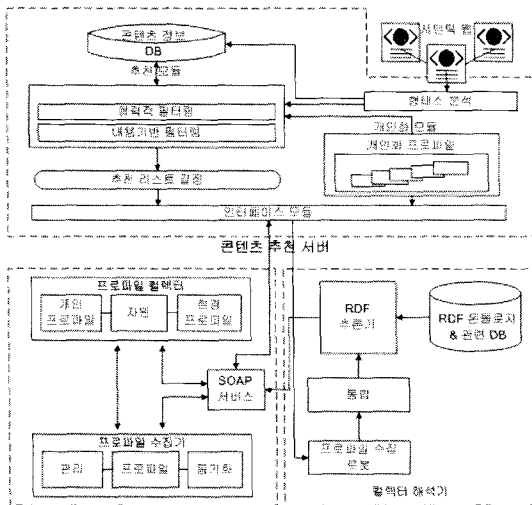 콘텐츠 정보
DB
추천 모듈
시맨틱 웹
형태소 분석
협력적 필터링
내용기반 필터링
개인화 모듈
개인화 프로파일
추천 리스트 결정
인터페이스 모듈
콘텐츠 추천 서버
프로파일 컬렉터
개인
프로파일
자원
환경
프로파일
SOAP
서비스
RDF
추론기
RDF 온톨로지
& 관련 DB
통합
프로파일 수집기
관리
프로파일
동기화
프로파일 수집
로봇
컬렉터 해석기